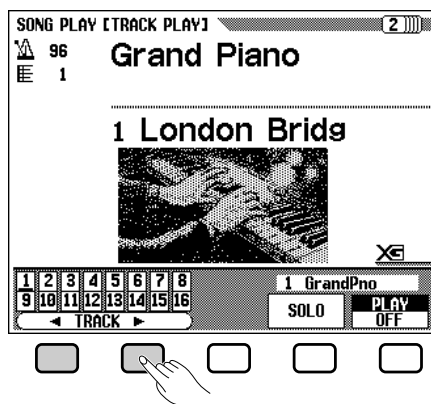 SONG PLAY [TRACK PLAY] 2
96
1
Grand Piano
1 London Bridg
XG
1 2 3 4 5 6 7 8
9 10 11 12 13 14 15 16
◄ TRACK ►
1 GrandPno
SOLO
PLAY
OFF